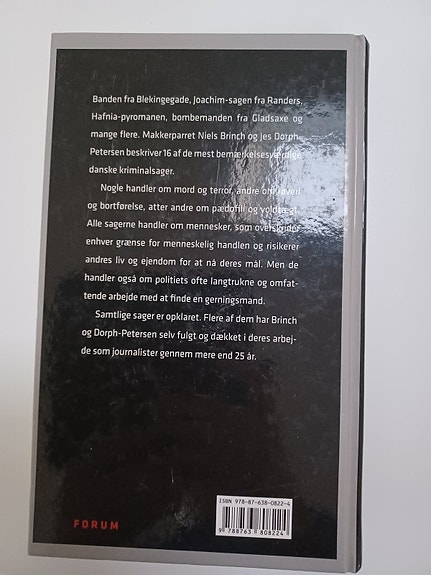 Banden fra Blekingegade, Joachim-sagen fra Randers,
Hafnia-pyromanen, bombemanden fra Gladsaxe og
mange flere. Makkerparret Niels Brinch og Jes Dorph-
Petersen beskriver 16 af de mest bemærkelsesværdige
danske kriminalsager.
Nogle handler om mord og terror, andre om røveri
og bortførelse, atter andre om pædofili og voldtægt.
Alle sagerne handler om mennesker, som overskrider
enhver grænse for menneskelig handlen og risikerer
andres liv og ejendom for at nå deres mål. Men de
handler også om politiets ofte langtrukne og omfat-
tende arbejde med at finde en gerningsmand.
Samtlige sager er opklaret. Flere af dem har Brinch
og Dorph-Petersen selv fulgt og dækket i deres arbej-
de som journalister gennem mere end 25 år.
ISBN 978-87-638-0822-4
9 788763 808224
FORUM